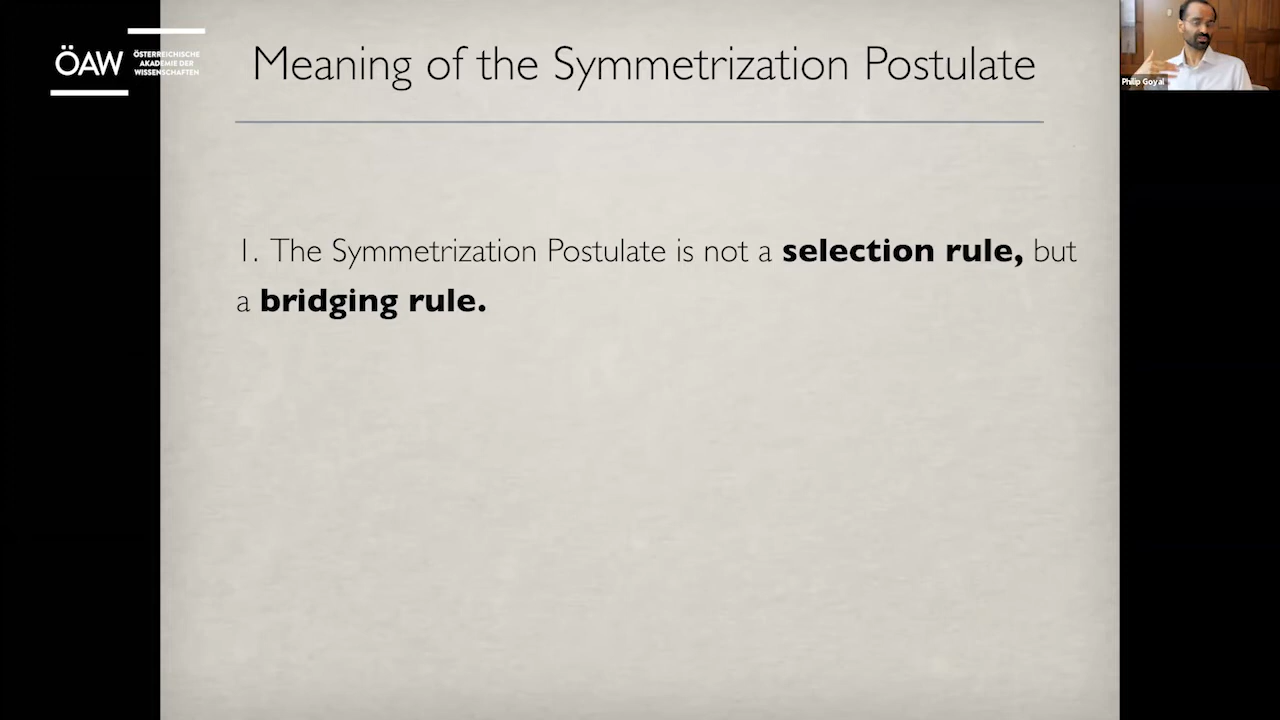 ÖAW
ÖSTERREICHISCHE
AKADEMIE DER
WISSENSCHAFTEN
Meaning of the Symmetrization Postulate
Philip Goyal
1. The Symmetrization Postulate is not a selection rule, but
a bridging rule.